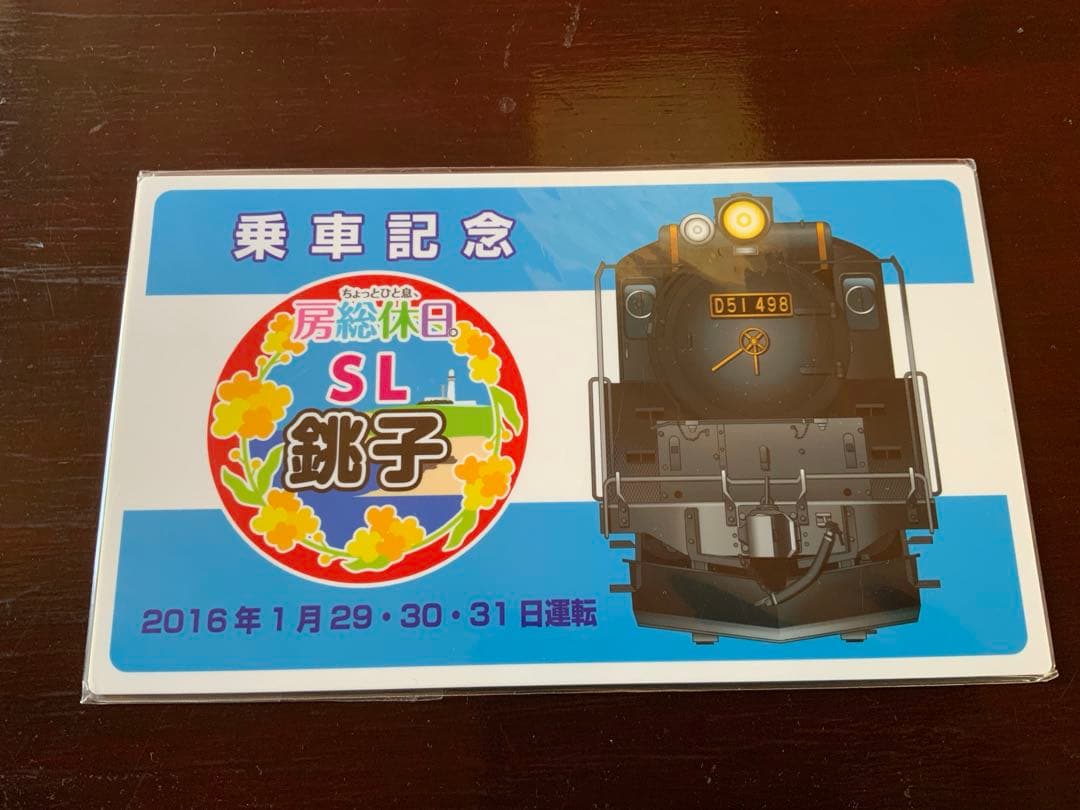 乗車記念
ちょっとひと息、
房総休日。
SL
銚子
D51 498
2016年1月29・30・31日運転